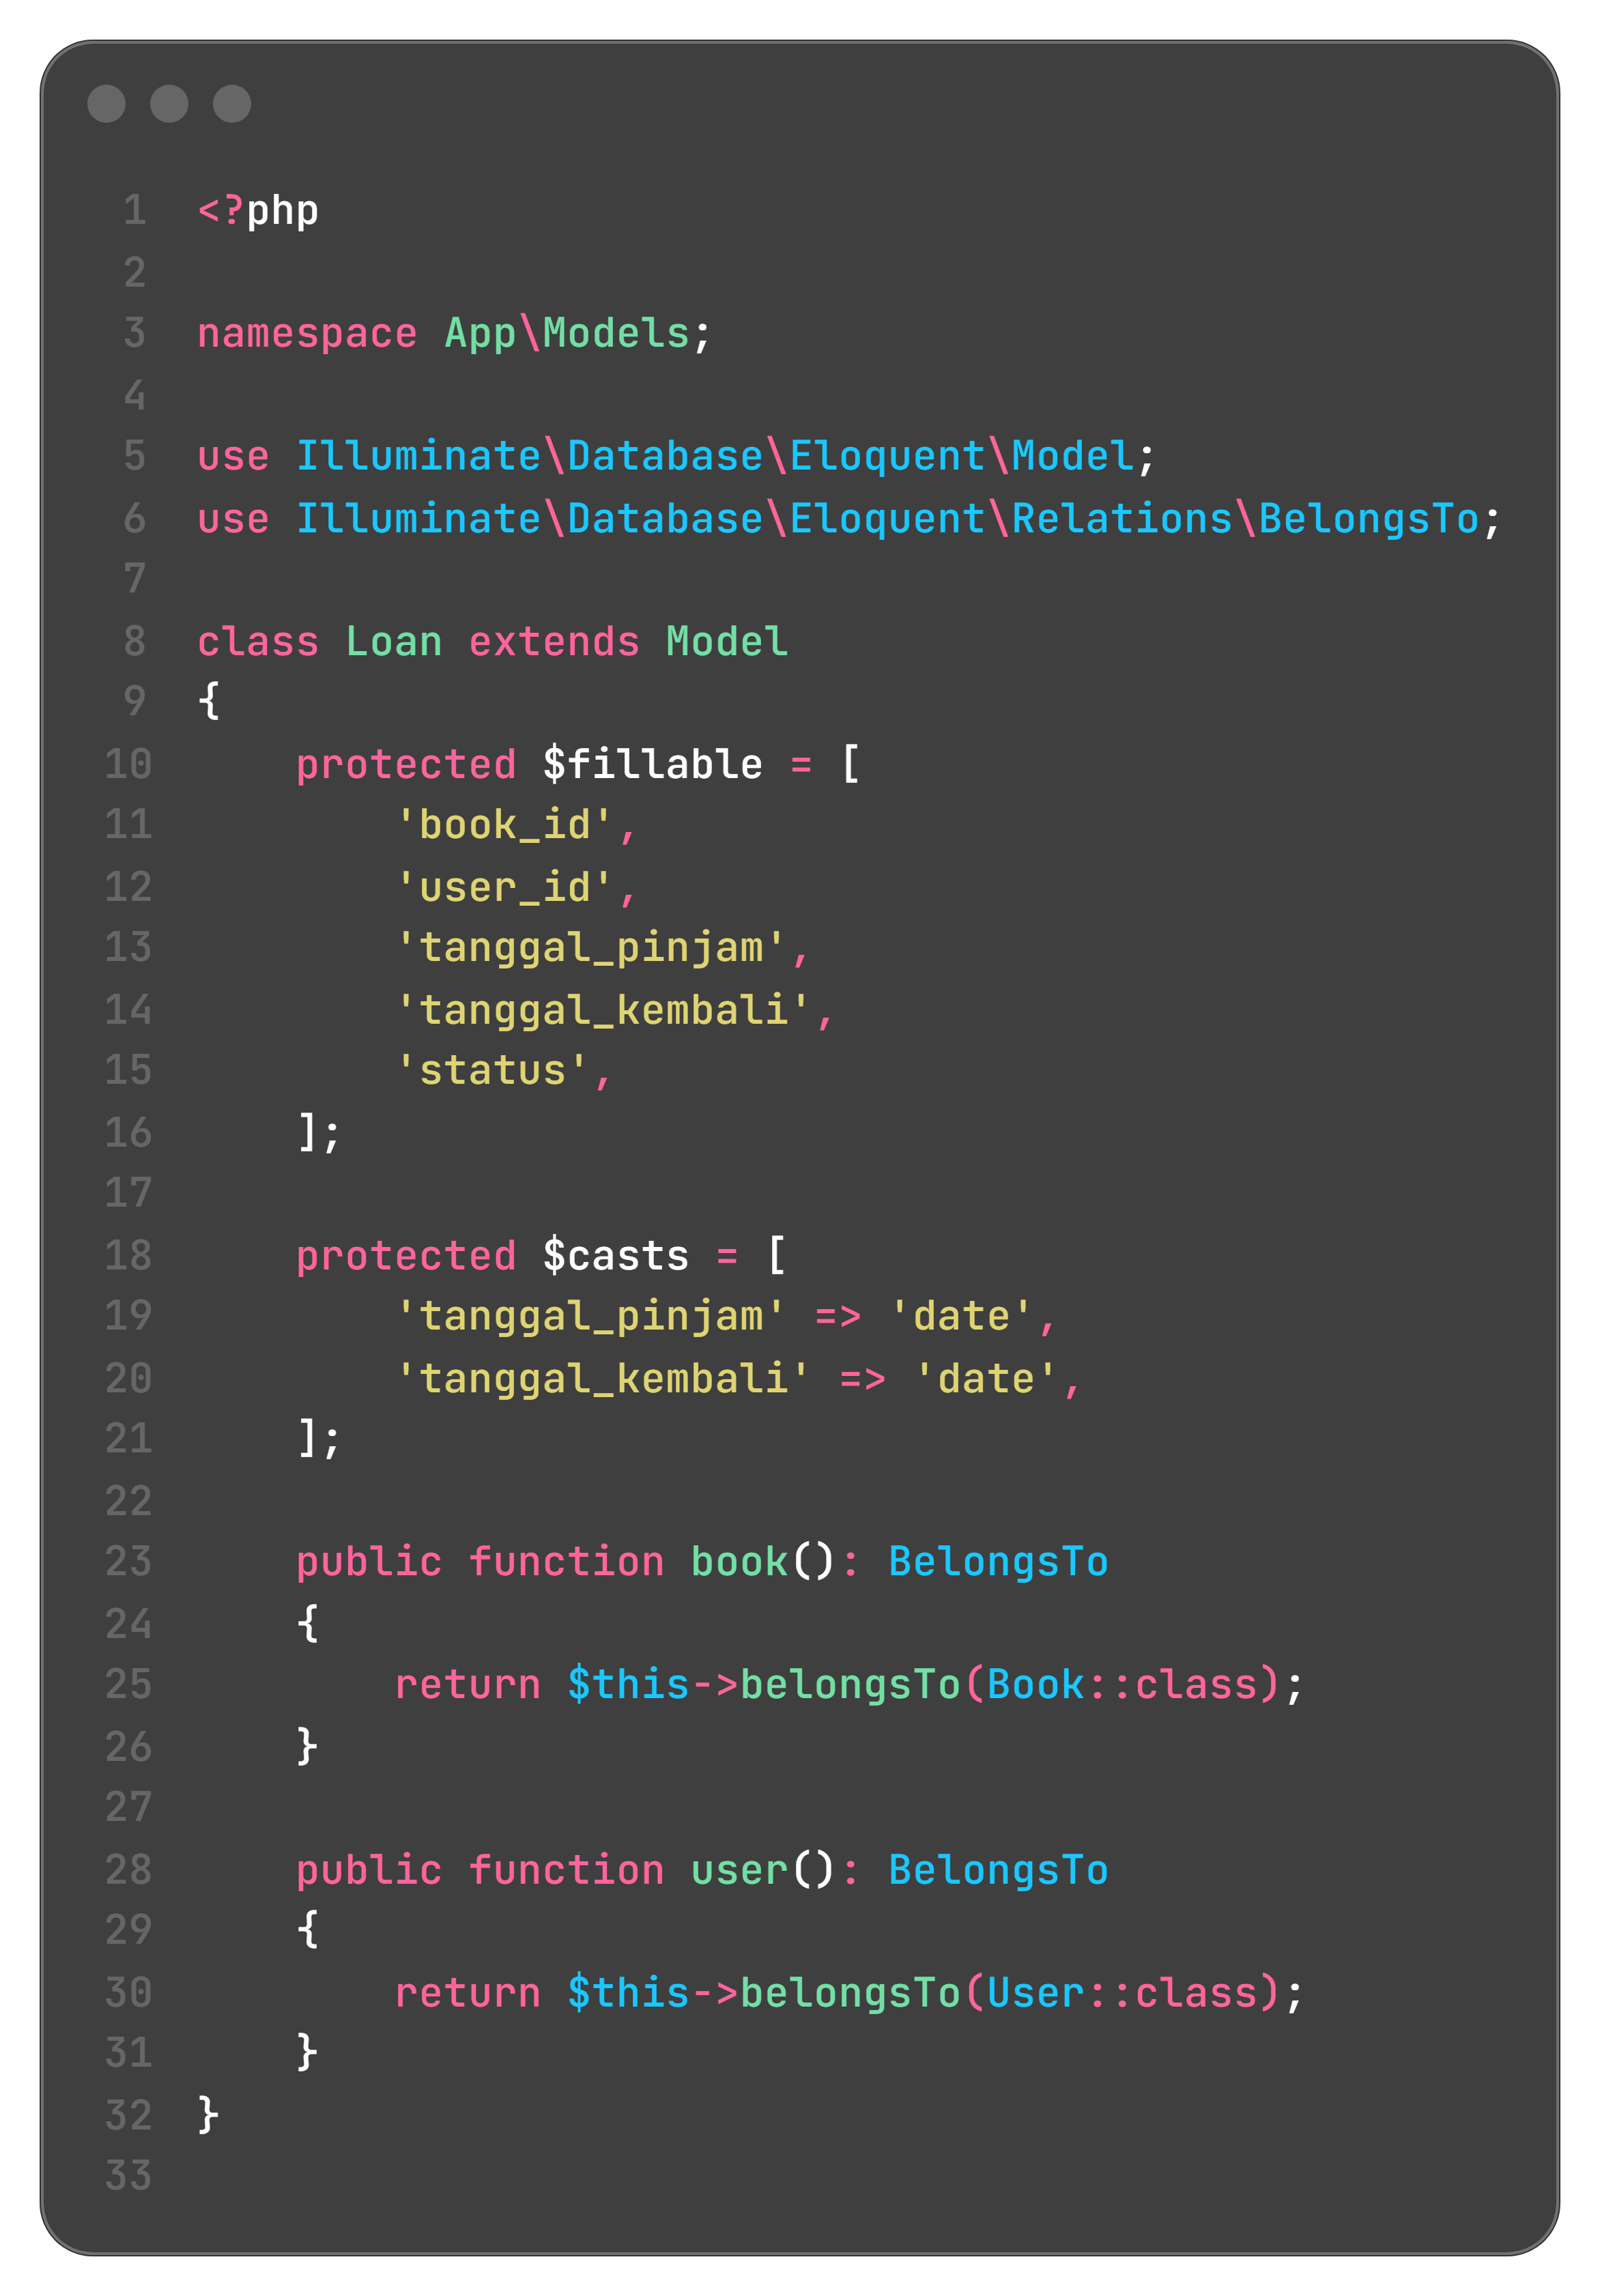 1 <?php
2
3 namespace App\Models;
4
5 use Illuminate\Database\Eloquent\Model;
6 use Illuminate\Database\Eloquent\Relations\BelongsTo;
7
8 class Loan extends Model
9 {
10     protected $fillable = [
11         'book_id',
12         'user_id',
13         'tanggal_pinjam',
14         'tanggal_kembali',
15         'status',
16     ];
17
18     protected $casts = [
19         'tanggal_pinjam' => 'date',
20         'tanggal_kembali' => 'date',
21     ];
22
23     public function book(): BelongsTo
24     {
25         return $this->belongsTo(Book::class);
26     }
27
28     public function user(): BelongsTo
29     {
30         return $this->belongsTo(User::class);
31     }
32 }
33